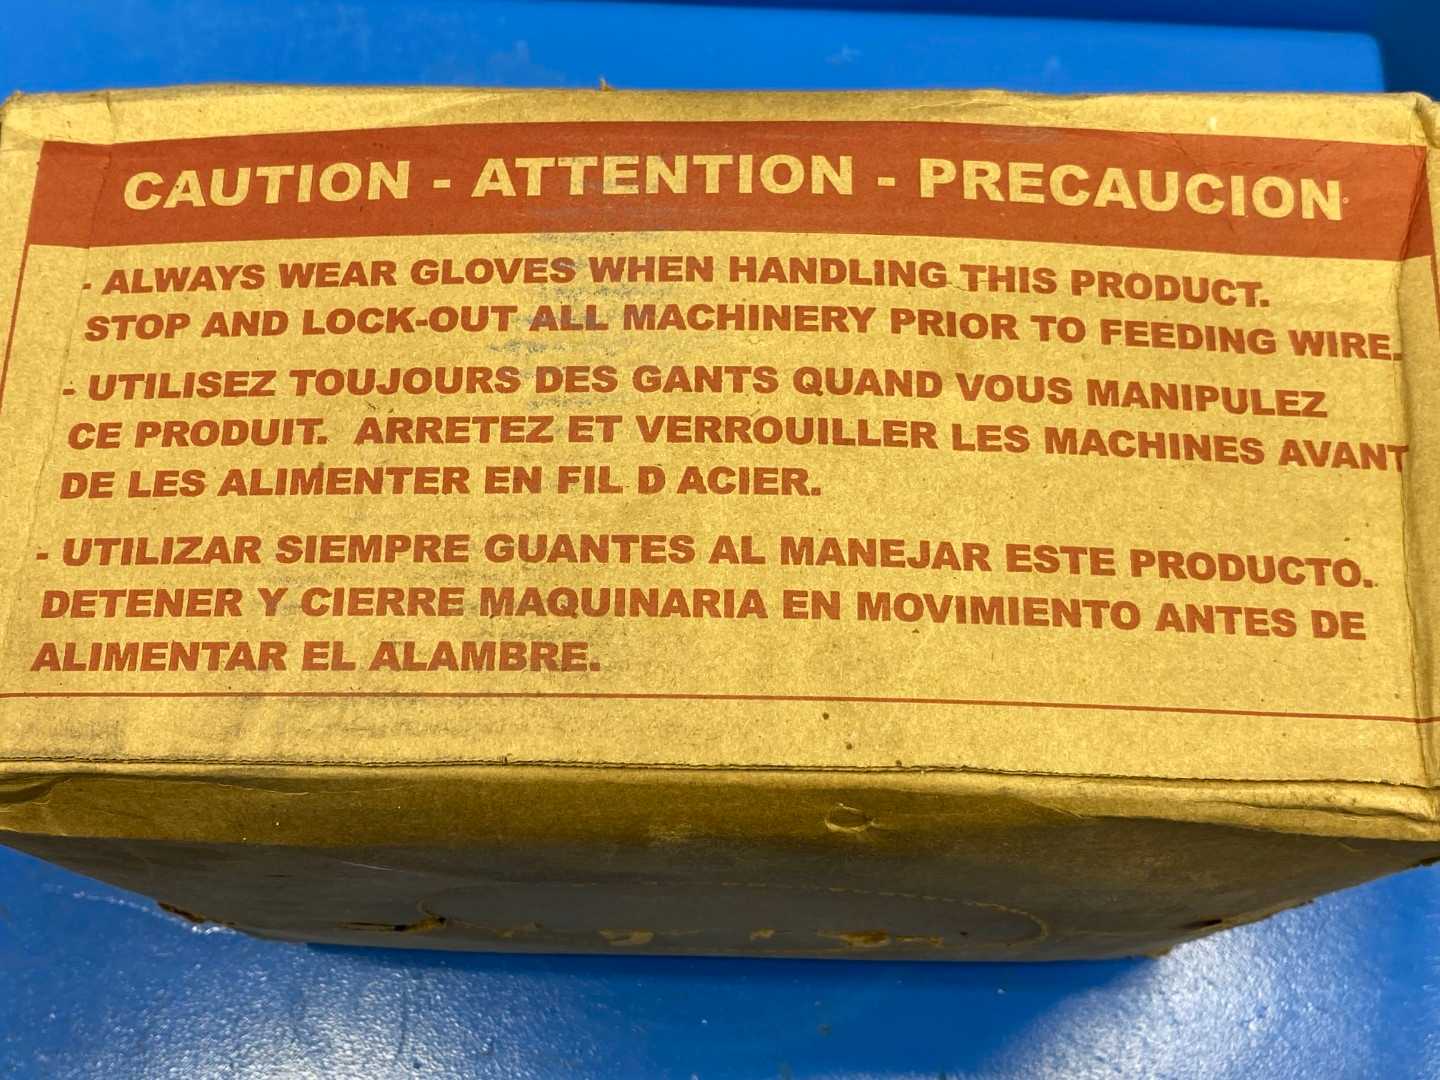 CAUTION - ATTENTION - PRECAUCION
- ALWAYS WEAR GLOVES WHEN HANDLING THIS PRODUCT.
STOP AND LOCK-OUT ALL MACHINERY PRIOR TO FEEDING WIRE.
- UTILISEZ TOUJOURS DES GANTS QUAND VOUS MANIPULEZ
CE PRODUIT. ARRETEZ ET VERROUILLER LES MACHINES AVANT
DE LES ALIMENTER EN FIL D ACIER.
- UTILIZAR SIEMPRE GUANTES AL MANEJAR ESTE PRODUCTO.
DETENER Y CIERRE MAQUINARIA EN MOVIMIENTO ANTES DE
ALIMENTAR EL ALAMBRE.